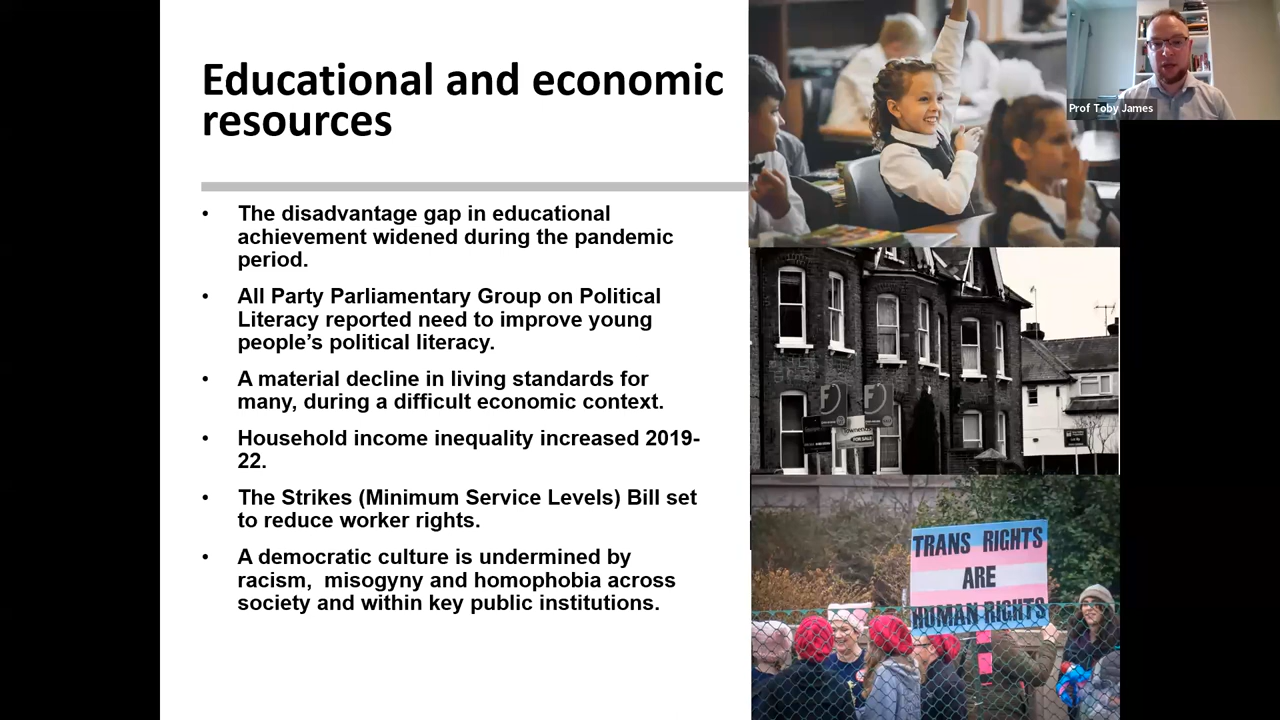 Educational and economic
resources
• The disadvantage gap in educational
achievement widened during the pandemic
period.
• All Party Parliamentary Group on Political
Literacy reported need to improve young
people’s political literacy.
• A material decline in living standards for
many, during a difficult economic context.
• Household income inequality increased 2019-
22.
• The Strikes (Minimum Service Levels) Bill set
to reduce worker rights.
• A democratic culture is undermined by
racism,  misogyny and homophobia across
society and within key public institutions.
Prof Toby James
FOR SALE
TRANS RIGHTS
ARE
HUMAN RIGHTS